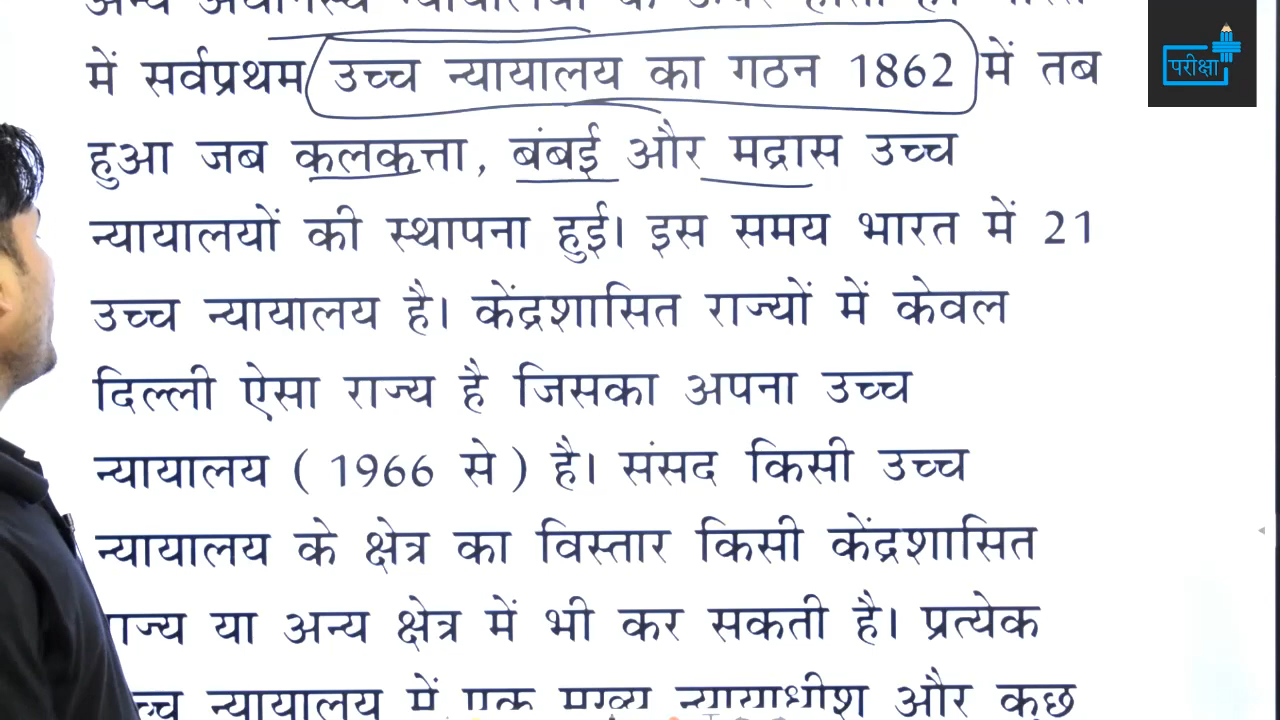 में सर्वप्रथम उच्च न्यायालय का गठन 1862 में तब
हुआ जब कलकत्ता, बंबई और मद्रास उच्च
न्यायालयों की स्थापना हुई। इस समय भारत में 21
उच्च न्यायालय है। केंद्रशासित राज्यों में केवल
दिल्ली ऐसा राज्य है जिसका अपना उच्च
न्यायालय ( 1966 से ) है। संसद किसी उच्च
न्यायालय के क्षेत्र का विस्तार किसी केंद्रशासित
राज्य या अन्य क्षेत्र में भी कर सकती है। प्रत्येक
उच्च न्यायालय में एक मुख्य न्यायाधीश और कुछ
परीक्षा